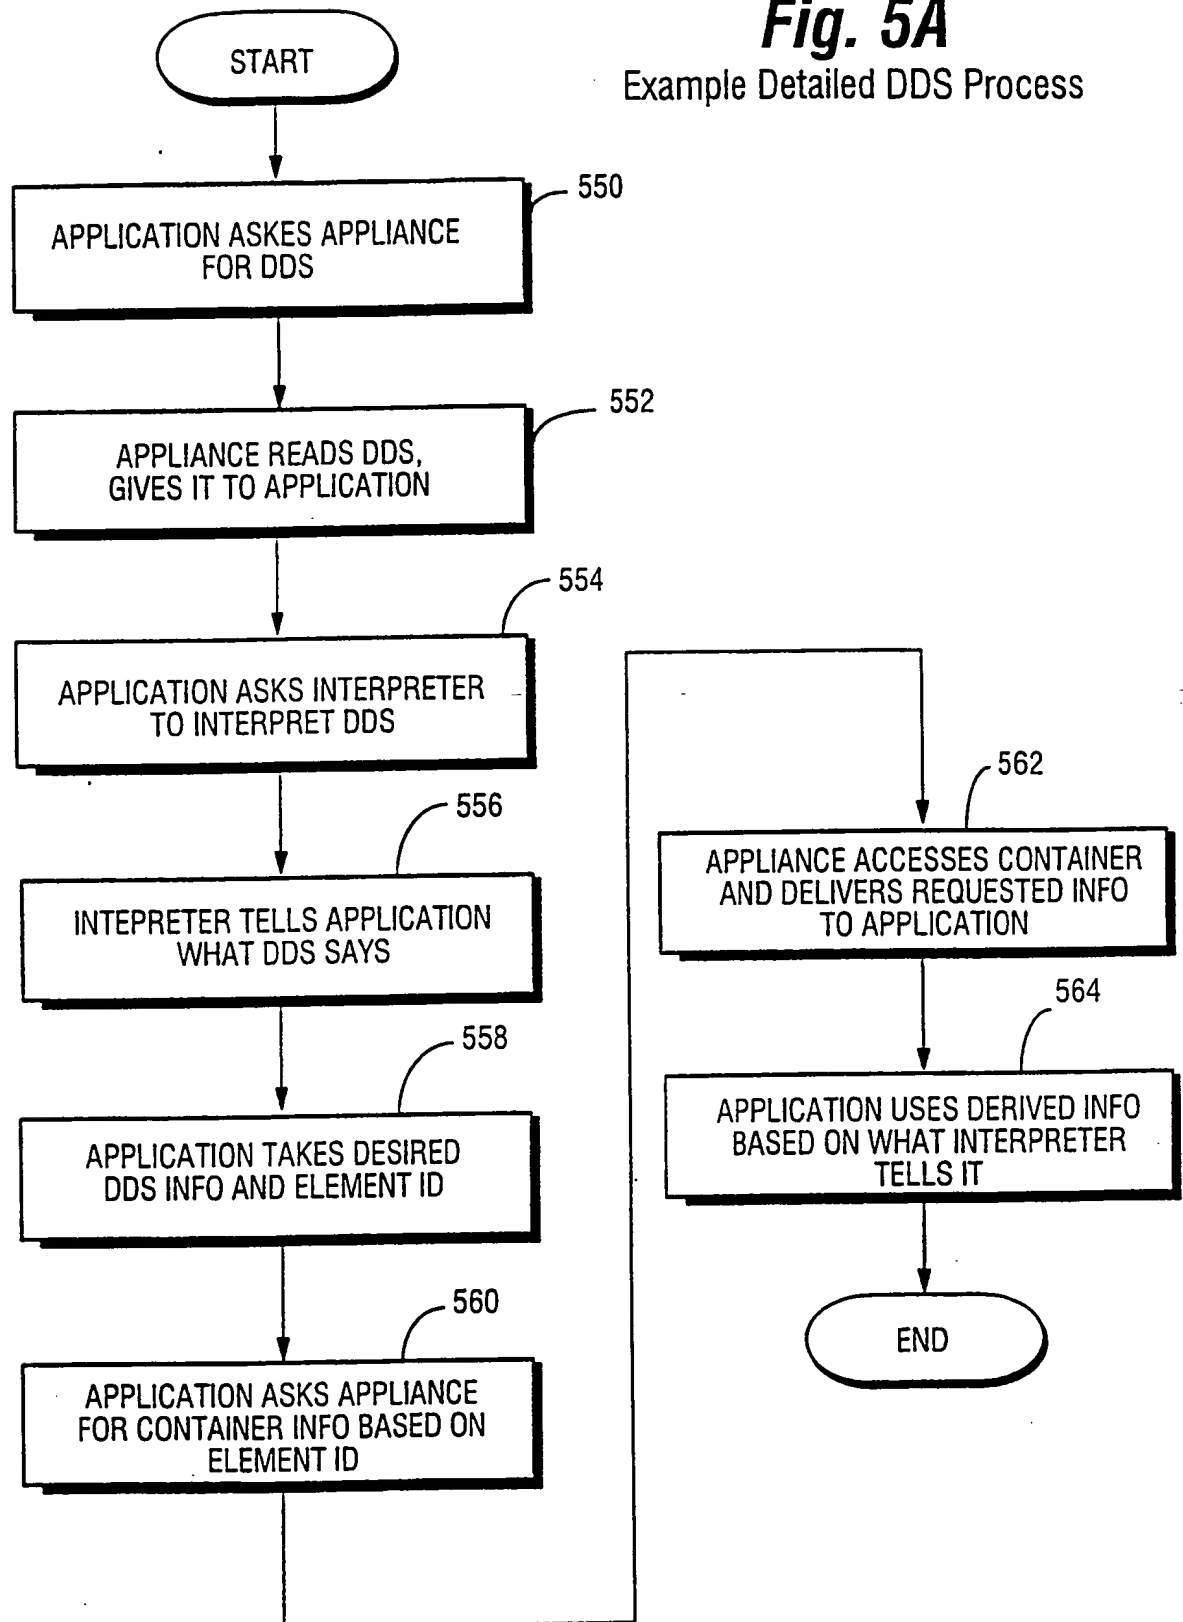 Fig. 5A
Example Detailed DDS Process
START
550
APPLICATION ASKES APPLIANCE
FOR DDS
552
APPLIANCE READS DDS,
GIVES IT TO APPLICATION
554
APPLICATION ASKS INTERPRETER
TO INTERPRET DDS
556
INTEPRETER TELLS APPLICATION
WHAT DDS SAYS
558
APPLICATION TAKES DESIRED
DDS INFO AND ELEMENT ID
560
APPLICATION ASKS APPLIANCE
FOR CONTAINER INFO BASED ON
ELEMENT ID
562
APPLIANCE ACCESSES CONTAINER
AND DELIVERS REQUESTED INFO
TO APPLICATION
564
APPLICATION USES DERIVED INFO
BASED ON WHAT INTERPRETER
TELLS IT
END